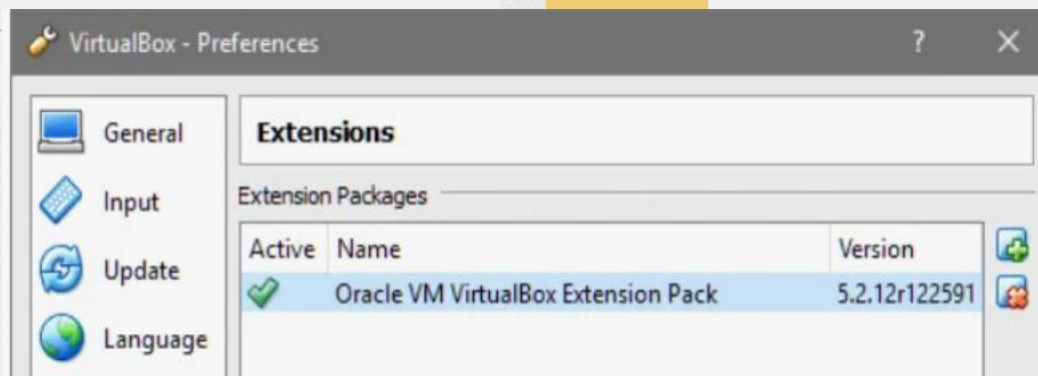 VirtualBox - Preferences ? X
General
Input
Update
Language
Extensions
Extension Packages
Active Name Version
Oracle VM VirtualBox Extension Pack 5.2.12r122591